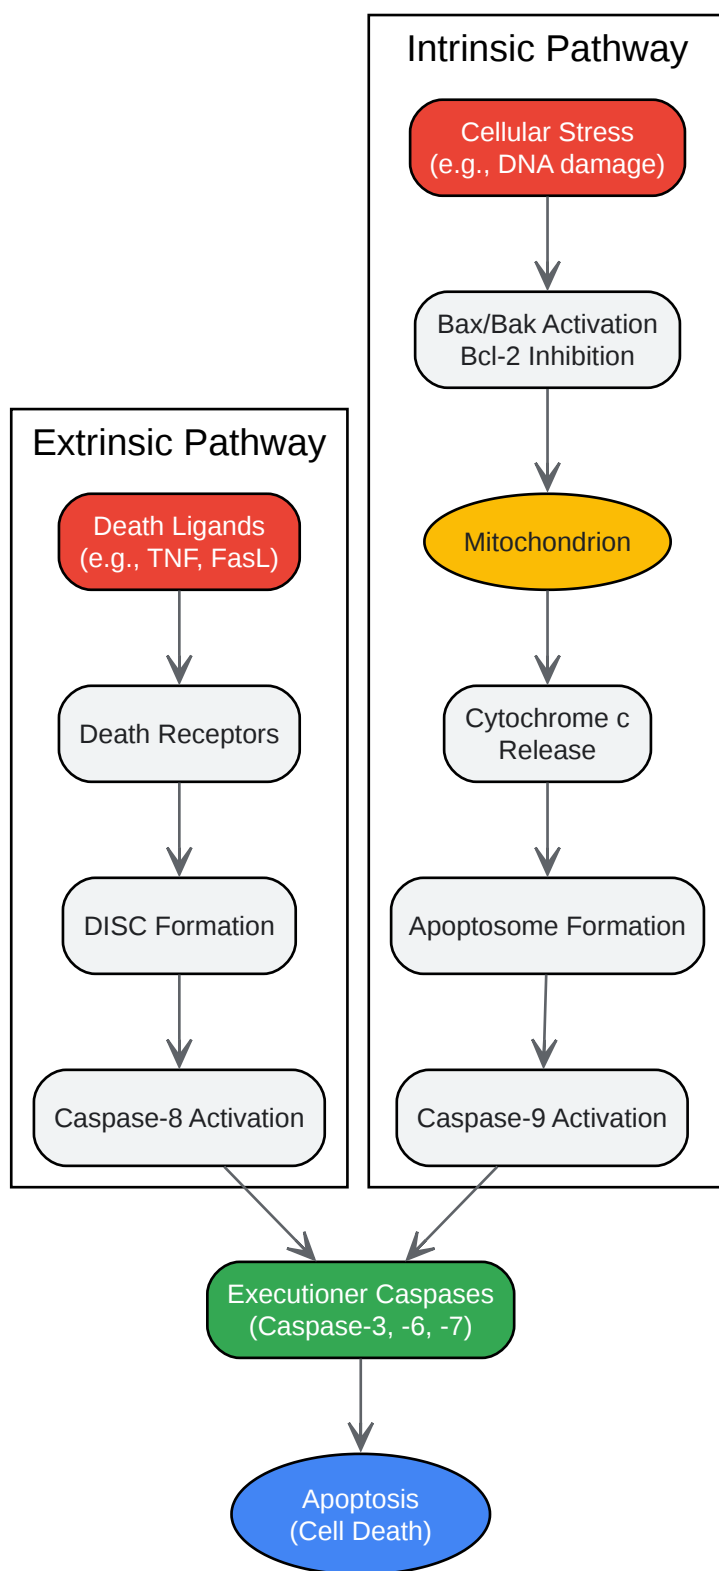 Intrinsic Pathway
Cellular Stress
(e.g., DNA damage)
Bax/Bak Activation
Bcl-2 Inhibition
Mitochondrion
Cytochrome c
Release
Apoptosome Formation
Caspase-9 Activation
Extrinsic Pathway
Death Ligands
(e.g., TNF, FasL)
Death Receptors
DISC Formation
Caspase-8 Activation
Executioner Caspases
(Caspase-3, -6, -7)
Apoptosis
(Cell Death)